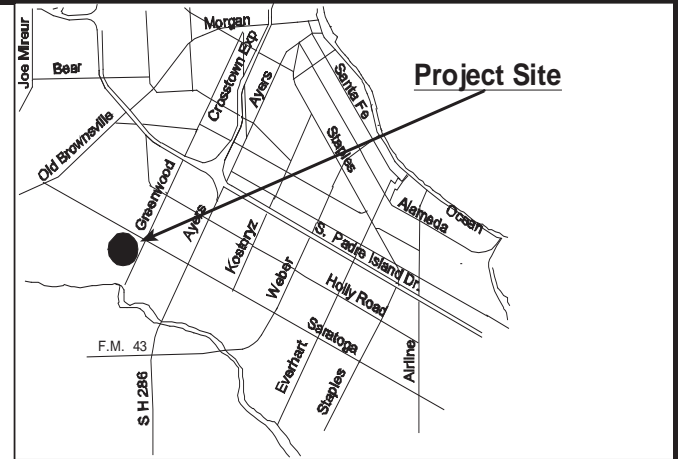 Joe Mireur
Morgan
Bear
Crosstown Exp
Ayers
Santa Fe
Project Site
Old Brownsville
Staples
Greenwood
Ayers
Alameda
Ocean
Kostoryz
S. Padre Island Dr.
Weber
Holly Road
Saratoga
F.M. 43
Everhart
Airline
S H 286
Staples